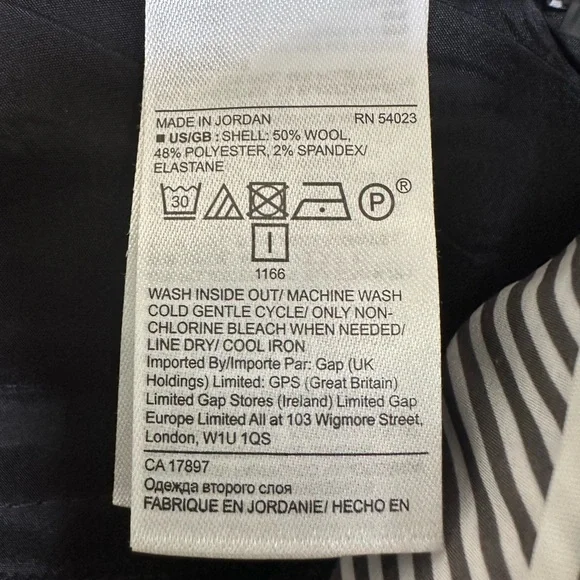 MADE IN JORDAN RN 54023
■ US/GB : SHELL: 50% WOOL,
48% POLYESTER, 2% SPANDEX/
ELASTANE
30 P ®
1166
WASH INSIDE OUT/ MACHINE WASH
COLD GENTLE CYCLE/ ONLY NON-
CHLORINE BLEACH WHEN NEEDED/
LINE DRY/ COOL IRON
Imported By/Importe Par: Gap (UK
Holdings) Limited: GPS (Great Britain)
Limited Gap Stores (Ireland) Limited Gap
Europe Limited All at 103 Wigmore Street,
London, W1U 1QS
CA 17897
Одежда второго слоя
FABRIQUE EN JORDANIE/ HECHO EN